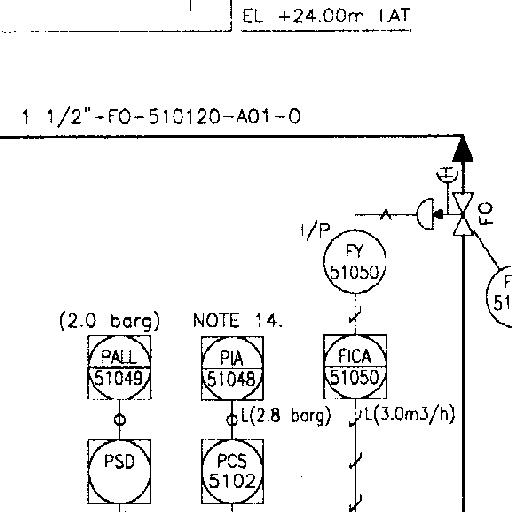 EL +24.00m IAT
1 1/2"-FO-510120-A01-0
FO
I/P
FY
51050
F
51
(2.0 barg)
NOTE 14.
PALL
51049
PIA
51048
FICA
51050
L(2.8 barg)
L(3.0m3/h)
PSD
PCS
5102